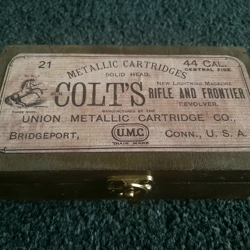 21
44 CAL.
CENTRAL FIRE.
METALLIC CARTRIDGES
SOLID HEAD.
NEW LIGHTNING MAGAZINE
COLT'S RIFLE AND FRONTIER
REVOLVER.
MANUFACTURED BY THE
UNION METALLIC CARTRIDGE CO.,
BRIDGEPORT, U.M.C. CONN., U. S. A.
TRADE MARK